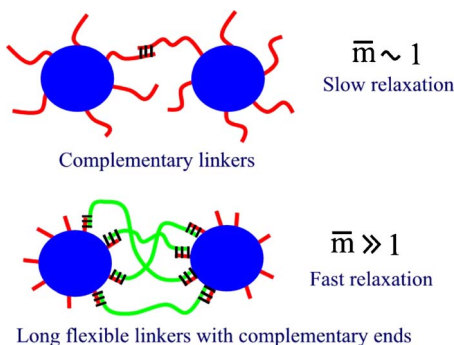 m̅ ~ 1
Slow relaxation
Complementary linkers
m̅ ≫ 1
Fast relaxation
Long flexible linkers with complementary ends